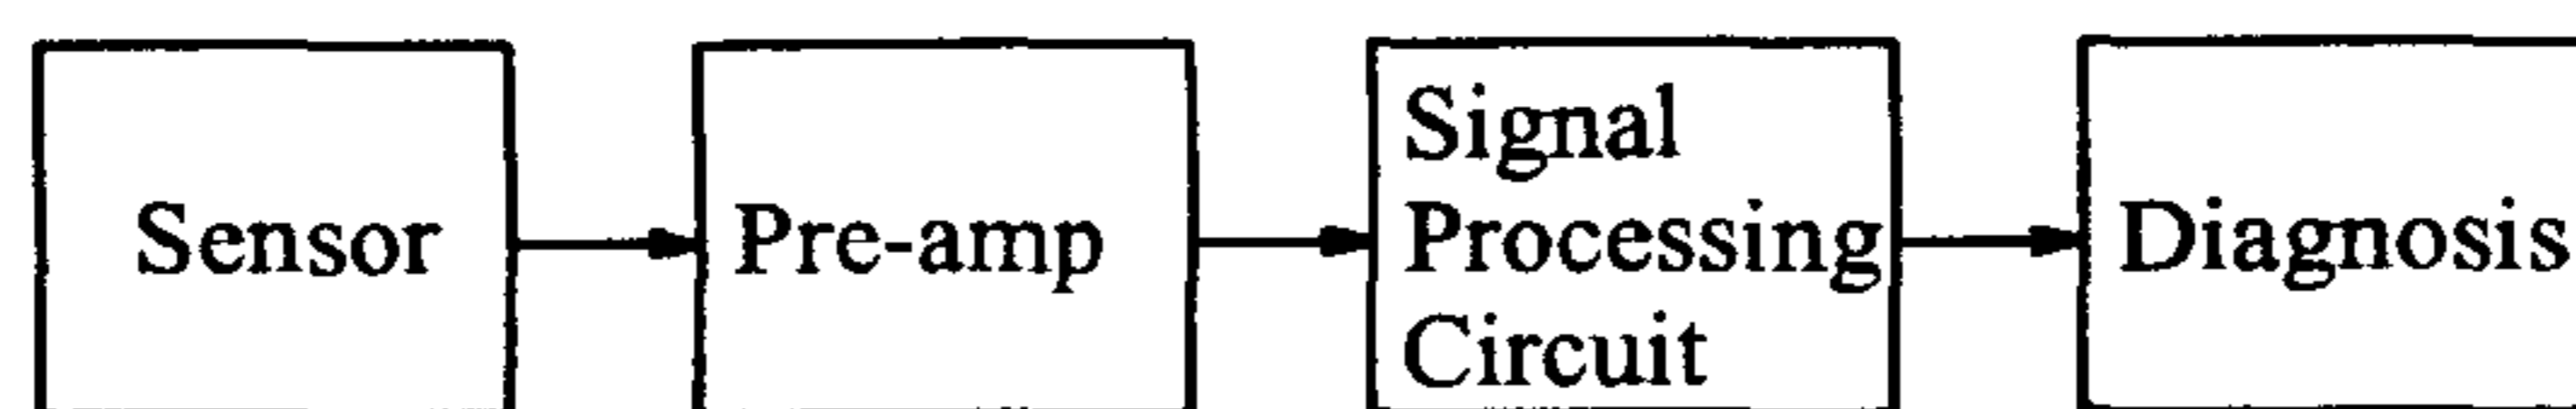 Sensor
Pre-amp
Signal
Processing
Circuit
Diagnosis